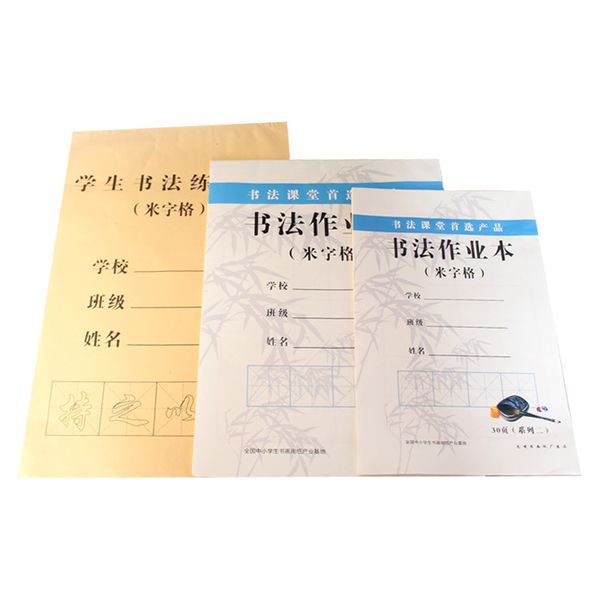 学生书法练
（米字格）
学校
班级
姓名
持之以
书法课堂首选
书法作业
（米字格
学校
班级
姓名
全国中小学生书画用纸产业基地
书法课堂首选产品
书法作业本
（米字格）
学校
班级
姓名
30页（系列二）